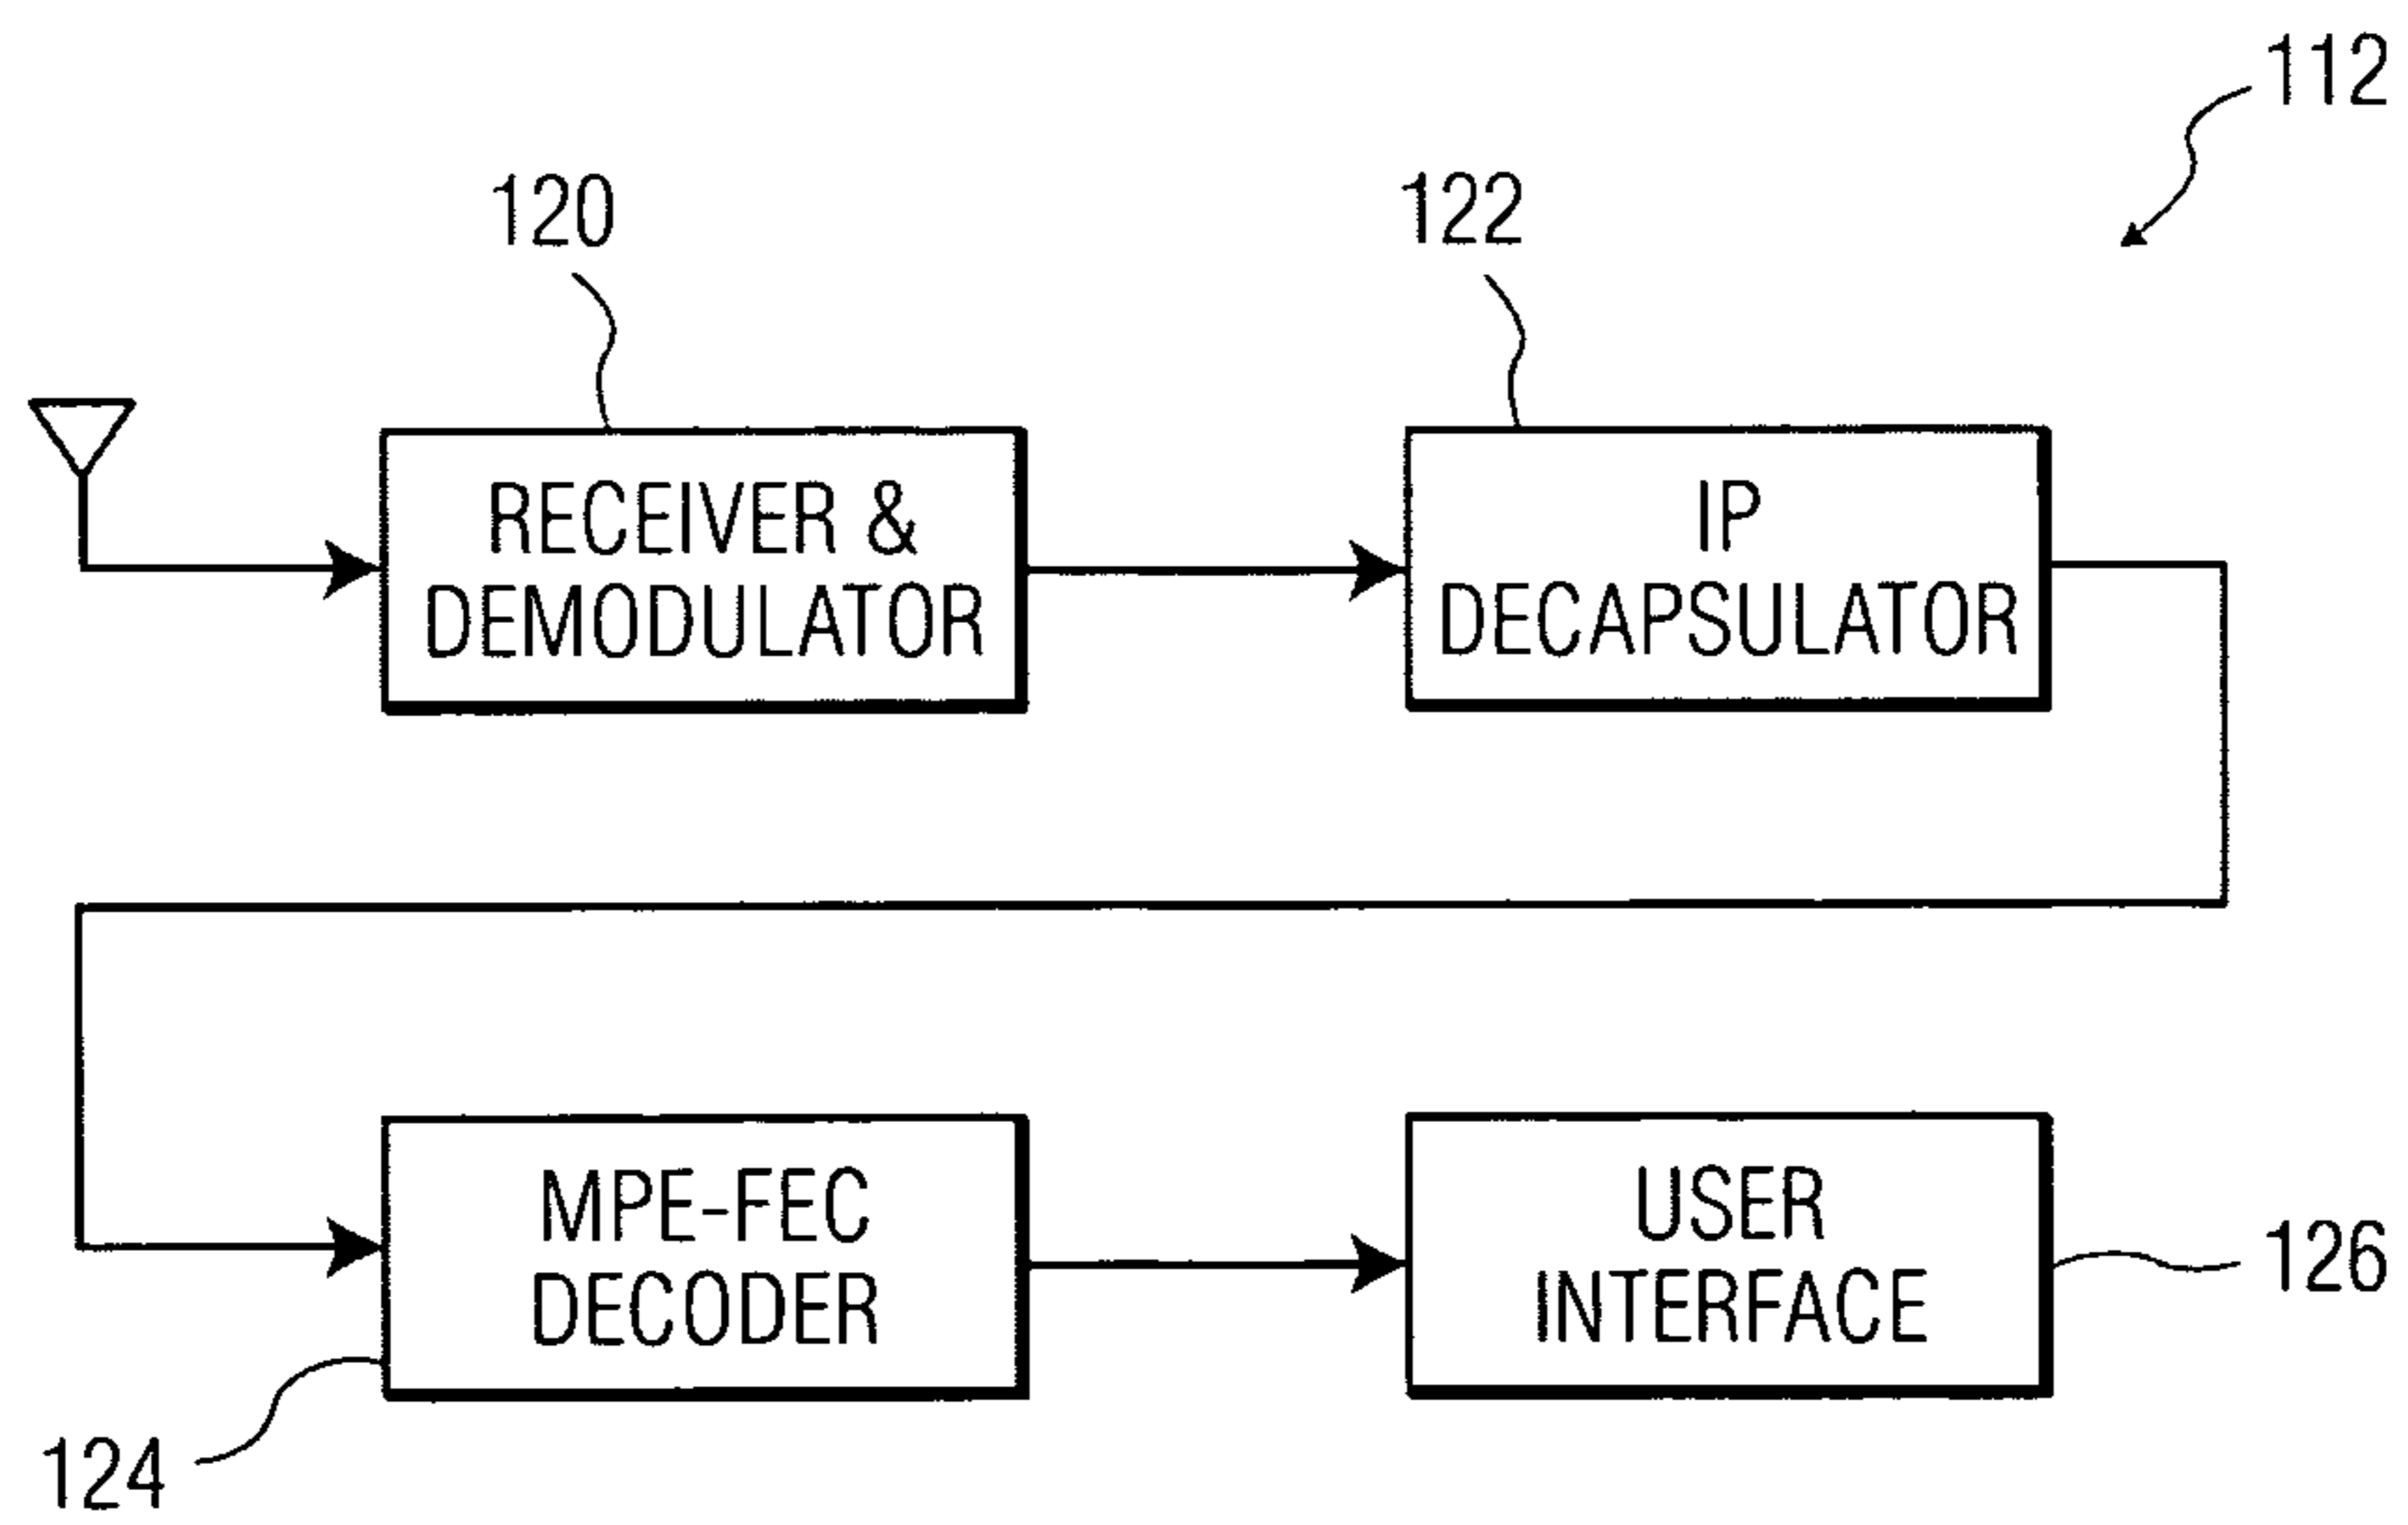 112
120
122
RECEIVER &
DEMODULATOR
IP
DECAPSULATOR
MPE-FEC
DECODER
USER
INTERFACE
126
124